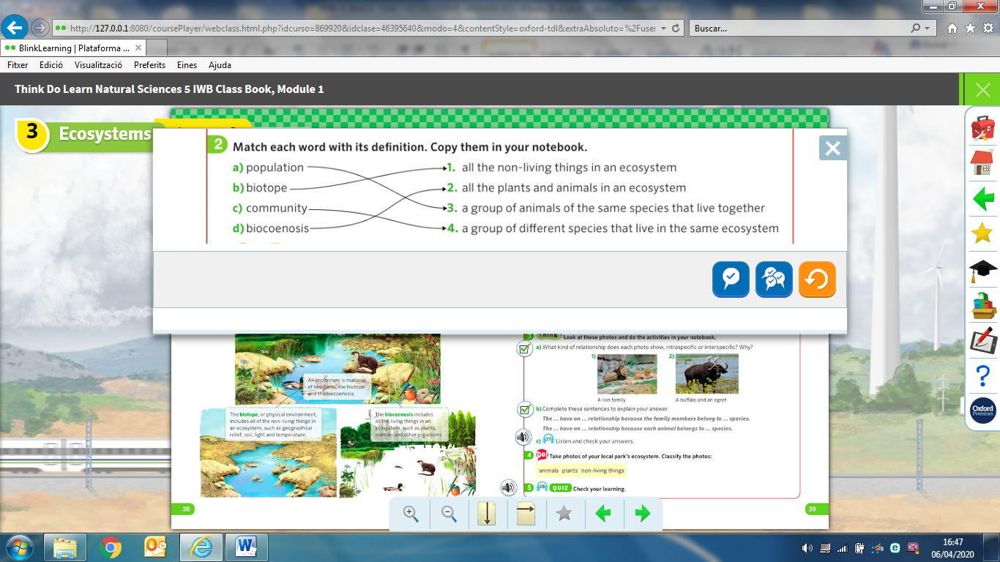 http://127.0.0.1:8080/coursePlayer/webclass.html.php?idcurso=869920&idclase=46395640&modo=4&contentStyle=oxford-tdl&extraAbsoluto=%2Fuser
Buscar...
BlinkLearning | Plataforma ...
Fitxer Edició Visualització Preferits Eines Ajuda
Think Do Learn Natural Sciences 5 IWB Class Book, Module 1
3 Ecosystems
2 Match each word with its definition. Copy them in your notebook.
a) population
b) biotope
c) community
d) biocoenosis
1. all the non-living things in an ecosystem
2. all the plants and animals in an ecosystem
3. a group of animals of the same species that live together
4. a group of different species that live in the same ecosystem
An ecosystem is made up
of two parts, the biotope
and the biocoenosis.
The biotope, or physical environment,
includes all of the non-living things in
an ecosystem, such as geographical
relief, soil, light and temperature.
The biocoenosis includes
all the living things in an
ecosystem, such as plants,
animals and other organisms.
38
3 Think Look at these photos and do the activities in your notebook.
a) What kind of relationship does each photo show, intraspecific or interspecific? Why?
1)
2)
A lion family
A buffalo and an egret
b) Complete these sentences to explain your answer.
The ... have an ... relationship because the family members belong to ... species.
The ... have an ... relationship because each animal belongs to ... species.
c) 27 Listen and check your answers.
4 Do! Take photos of your local park's ecosystem. Classify the photos:
animals plants non-living things
5 28 QUIZ Check your learning.
39
?
Oxford
Premium
16:47
06/04/2020